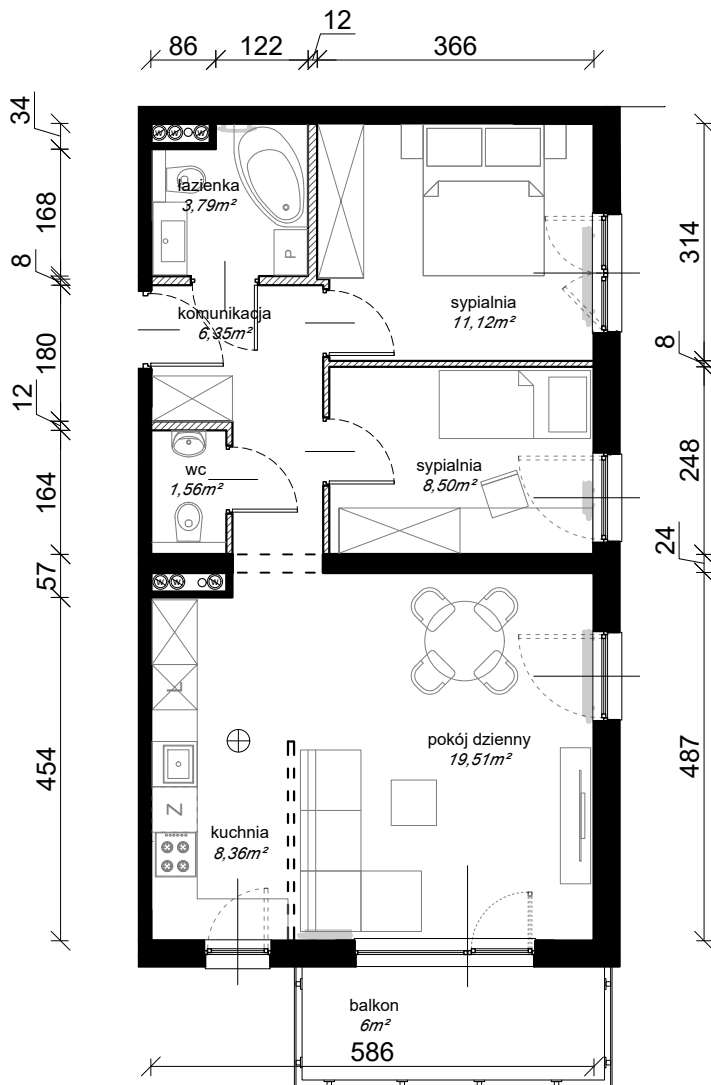 12
86 122 366
34
łazienka
3,79m²
168
P
314
sypialnia
11,12m²
8
komunikacja
6,35m²
180
8
12
wc
1,56m²
sypialnia
8,50m²
248
164
24
57
W W W
W W W
L
pokój dzienny
19,51m²
487
454
Z
kuchnia
8,36m²
balkon
6m²
586